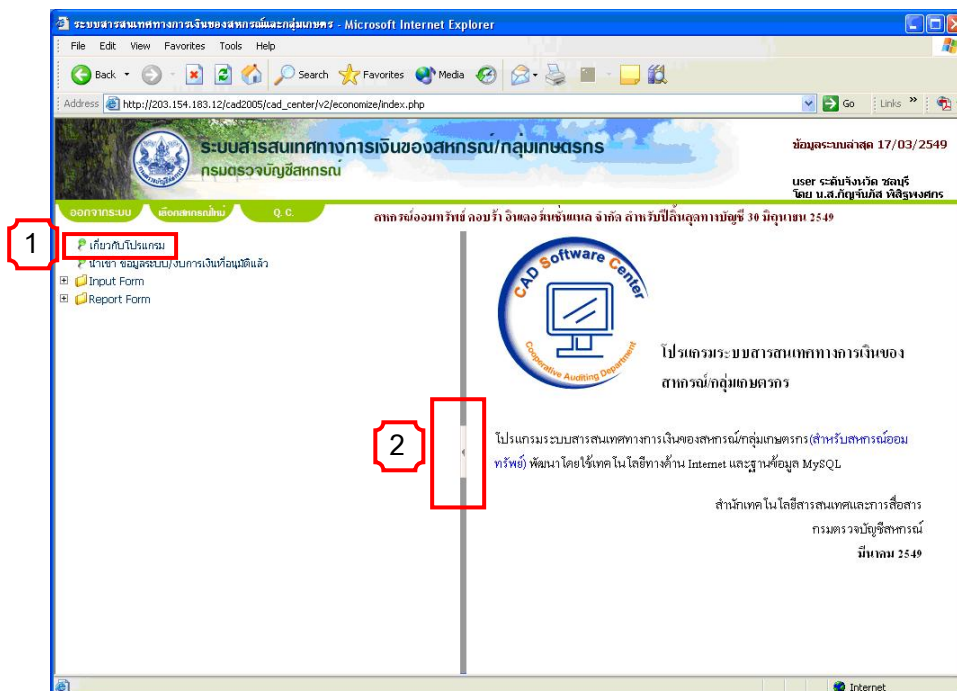 ระบบสารสนเทศทางการเงินของสหกรณ์และกลุ่มเกษตร - Microsoft Internet Explorer
File Edit View Favorites Tools Help
Back Search Favorites Media
Address http://203.154.183.12/cad2005/cad_center/v2/economize/index.php Go Links
ระบบสารสนเทศทางการเงินของสหกรณ์/กลุ่มเกษตรกร
กรมตรวจบัญชีสหกรณ์
ข้อมูลระบบล่าสุด 17/03/2549
user ระดับจังหวัด ชลบุรี
โดย น.ส.กัญจน์ภัส พิสิฐพงศกร
ออกจากระบบ เลือกสหกรณ์ใหม่ Q. C.
สหกรณ์ออมทรัพย์ คอบร้า อินเตอร์เนชั่นแนล จำกัด สำหรับปีสิ้นสุดทางบัญชี 30 มิถุนายน 2549
1
เกี่ยวกับโปรแกรม
นำเข้า ข้อมูลระบบ/งบการเงินที่อนุมัติแล้ว
Input Form
Report Form
CAD Software Center
Cooperative Auditing Department
โปรแกรมระบบสารสนเทศทางการเงินของ
สหกรณ์/กลุ่มเกษตรกร
2
โปรแกรมระบบสารสนเทศทางการเงินของสหกรณ์/กลุ่มเกษตรกร(สำหรับสหกรณ์ออม
ทรัพย์) พัฒนาโดยใช้เทคโนโลยีทางด้าน Internet และฐานข้อมูล MySQL
สำนักเทคโนโลยีสารสนเทศและการสื่อสาร
กรมตรวจบัญชีสหกรณ์
มีนาคม 2549
Internet